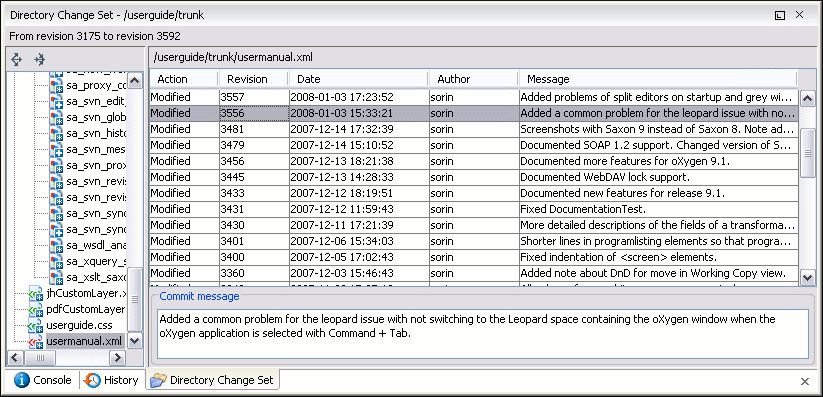 Directory Change Set - /userguide/trunk
From revision 3175 to revision 3592
/userguide/trunk/usermanual.xml
Action Revision Date Author Message
Modified 3557 2008-01-03 17:23:52 sorin Added problems of split editors on startup and grey wi...
Modified 3556 2008-01-03 15:33:21 sorin Added a common problem for the leopard issue with no...
Modified 3481 2007-12-14 17:32:39 sorin Screenshots with Saxon 9 instead of Saxon 8. Note ad...
Modified 3479 2007-12-14 15:10:52 sorin Documented SOAP 1.2 support. Changed version of S...
Modified 3456 2007-12-13 18:21:38 sorin Documented more features for oXygen 9.1.
Modified 3445 2007-12-13 14:28:33 sorin Documented WebDAV lock support.
Modified 3433 2007-12-12 18:19:51 sorin Documented new features for release 9.1.
Modified 3431 2007-12-12 11:59:43 sorin Fixed DocumentationTest.
Modified 3430 2007-12-11 17:21:39 sorin More detailed descriptions of the fields of a transforma...
Modified 3401 2007-12-06 15:34:03 sorin Shorter lines in programlisting elements so that progra...
Modified 3400 2007-12-05 17:02:43 sorin Fixed indentation of <screen> elements.
Modified 3360 2007-12-03 15:46:43 sorin Added note about DnD for move in Working Copy view.
sa_proxy_co
sa_svn_edit_
sa_svn_glob
sa_svn_histo
sa_svn_mes
sa_svn_prox
sa_svn_revis
sa_svn_revis
sa_svn_sync
sa_svn_sync
sa_wsdl_ana
sa_xquery_s
sa_xslt_saxo
jhCustomLayer.x
pdfCustomLayer
userguide.css
usermanual.xml
Commit message
Added a common problem for the leopard issue with not switching to the Leopard space containing the oXygen window when the
oXygen application is selected with Command + Tab.
Console History Directory Change Set